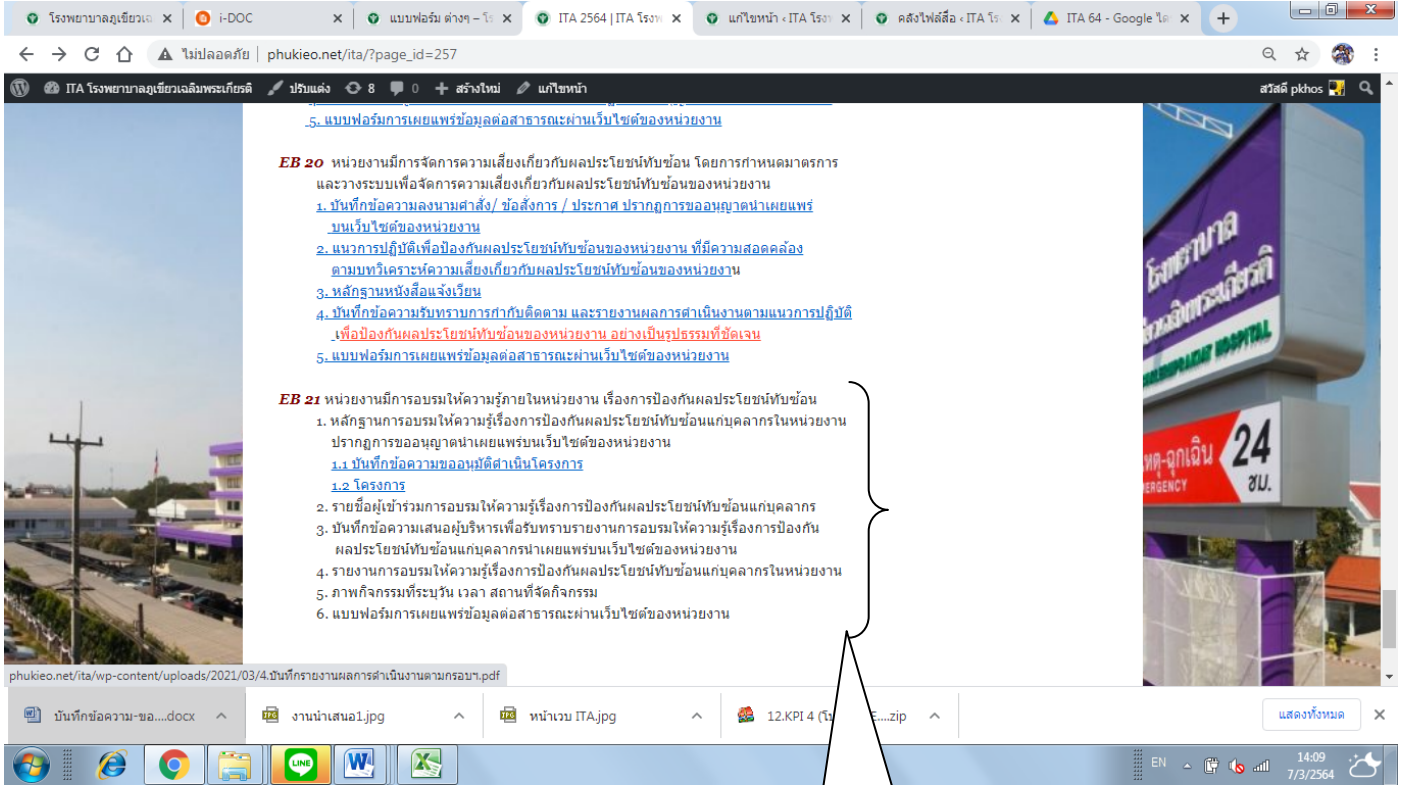 โรงพยาบาลภูเขียวเฉ
i-DOC
แบบฟอร์ม ต่างๆ – โร
ITA 2564 | ITA โรงพ
แก้ไขหน้า ‹ ITA โรงพ
คลังไฟล์สื่อ ‹ ITA โร
ITA 64 - Google ไดร
ไม่ปลอดภัย | phukieo.net/ita/?page_id=257
ITA โรงพยาบาลภูเขียวเฉลิมพระเกียรติ ปรับแต่ง 8 0 + สร้างใหม่ แก้ไขหน้า สวัสดี pkhos
5. แบบฟอร์มการเผยแพร่ข้อมูลต่อสาธารณะผ่านเว็บไซต์ของหน่วยงาน
EB 20 หน่วยงานมีการจัดการความเสี่ยงเกี่ยวกับผลประโยชน์ทับซ้อน โดยการกำหนดมาตรการ
และวางระบบเพื่อจัดการความเสี่ยงเกี่ยวกับผลประโยชน์ทับซ้อนของหน่วยงาน
1. บันทึกข้อความลงนามคำสั่ง/ ข้อสั่งการ / ประกาศ ปรากฏการขออนุญาตนำเผยแพร่
บนเว็บไซต์ของหน่วยงาน
2. แนวการปฏิบัติเพื่อป้องกันผลประโยชน์ทับซ้อนของหน่วยงาน ที่มีความสอดคล้อง
ตามบทวิเคราะห์ความเสี่ยงเกี่ยวกับผลประโยชน์ทับซ้อนของหน่วยงาน
3. หลักฐานหนังสือแจ้งเวียน
4. บันทึกข้อความรับทราบการกำกับติดตาม และรายงานผลการดำเนินงานตามแนวการปฏิบัติ
เพื่อป้องกันผลประโยชน์ทับซ้อนของหน่วยงาน อย่างเป็นรูปธรรมที่ชัดเจน
5. แบบฟอร์มการเผยแพร่ข้อมูลต่อสาธารณะผ่านเว็บไซต์ของหน่วยงาน
EB 21 หน่วยงานมีการอบรมให้ความรู้ภายในหน่วยงาน เรื่องการป้องกันผลประโยชน์ทับซ้อน
1. หลักฐานการอบรมให้ความรู้เรื่องการป้องกันผลประโยชน์ทับซ้อนแก่บุคลากรในหน่วยงาน
ปรากฏการขออนุญาตนำเผยแพร่บนเว็บไซต์ของหน่วยงาน
1.1 บันทึกข้อความขออนุมัติดำเนินโครงการ
1.2 โครงการ
2. รายชื่อผู้เข้าร่วมการอบรมให้ความรู้เรื่องการป้องกันผลประโยชน์ทับซ้อนแก่บุคลากร
3. บันทึกข้อความเสนอผู้บริหารเพื่อรับทราบรายงานการอบรมให้ความรู้เรื่องการป้องกัน
ผลประโยชน์ทับซ้อนแก่บุคลากรนำเผยแพร่บนเว็บไซต์ของหน่วยงาน
4. รายงานการอบรมให้ความรู้เรื่องการป้องกันผลประโยชน์ทับซ้อนแก่บุคลากรในหน่วยงาน
5. ภาพกิจกรรมที่ระบุวัน เวลา สถานที่จัดกิจกรรม
6. แบบฟอร์มการเผยแพร่ข้อมูลต่อสาธารณะผ่านเว็บไซต์ของหน่วยงาน
โรงพยาบาล
HOSPITAL
เหตุ-ฉุกเฉิน 24
ERGENCY ชม.
phukieo.net/ita/wp-content/uploads/2021/03/4.บันทึกรายงานผลการดำเนินงานตามกรอบฯ.pdf
บันทึกข้อความ-ขอ....docx
งานนำเสนอ1.jpg
หน้าเวบ ITA.jpg
12.KPI 4 (โ E....zip
แสดงทั้งหมด
EN
14:09
7/3/2564